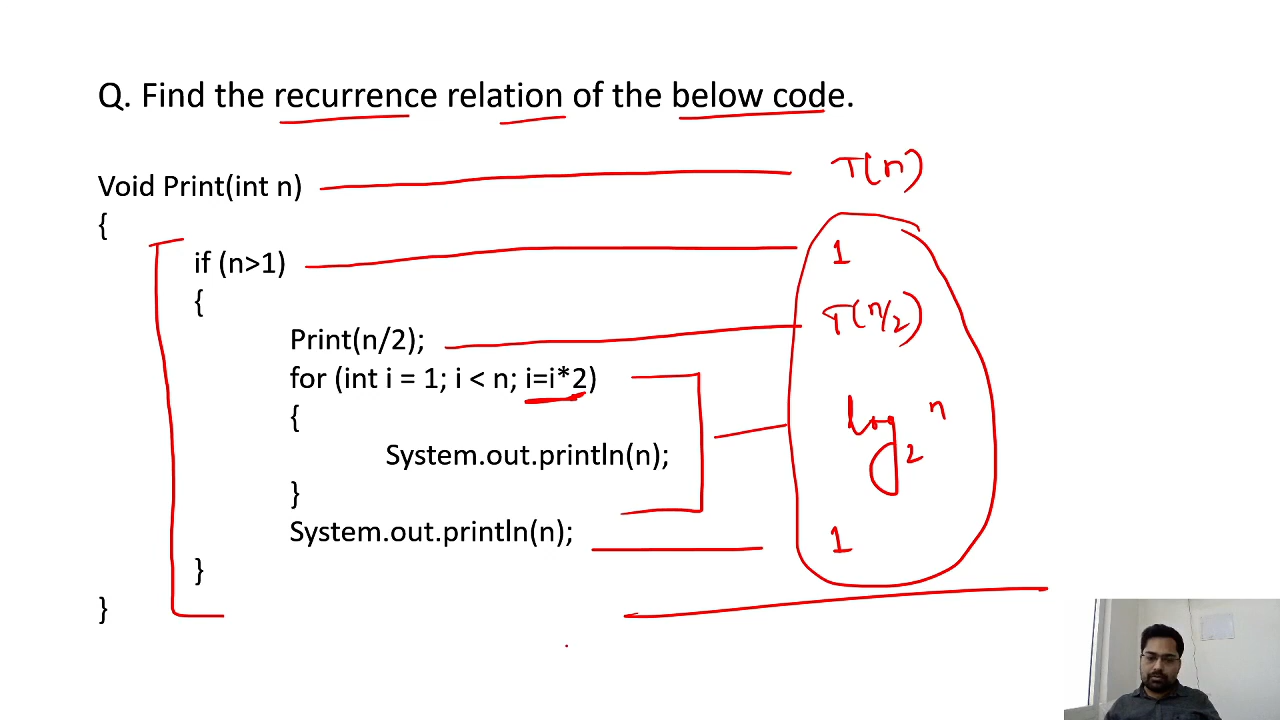 Q. Find the recurrence relation of the below code.
Void Print(int n) T(n)
{
if (n>1) 1
{
Print(n/2); T(n/2)
for (int i = 1; i < n; i=i*2)
{ log₂ n
System.out.println(n);
}
System.out.println(n); 1
}
}